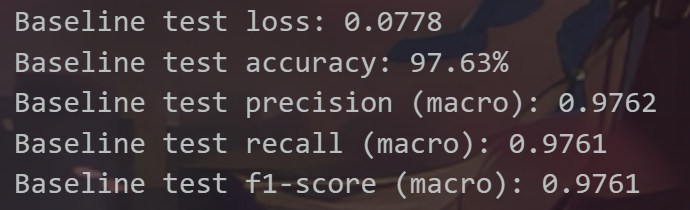 Baseline test loss: 0.0778
Baseline test accuracy: 97.63%
Baseline test precision (macro): 0.9762
Baseline test recall (macro): 0.9761
Baseline test f1-score (macro): 0.9761